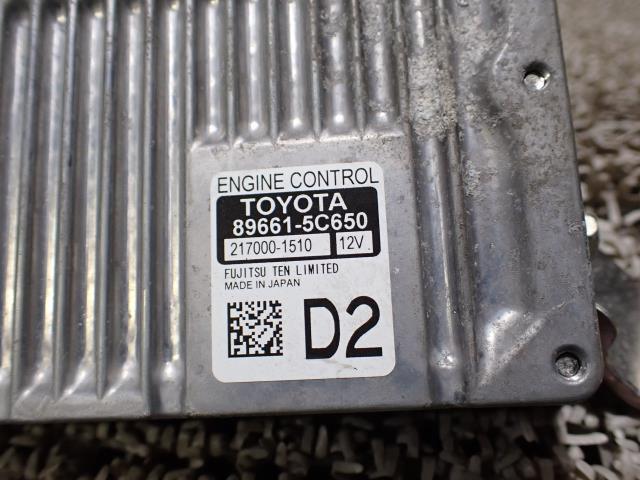 ENGINE CONTROL
TOYOTA
89661-5C650
217000-1510 12V
FUJITSU TEN LIMITED
MADE IN JAPAN
D2